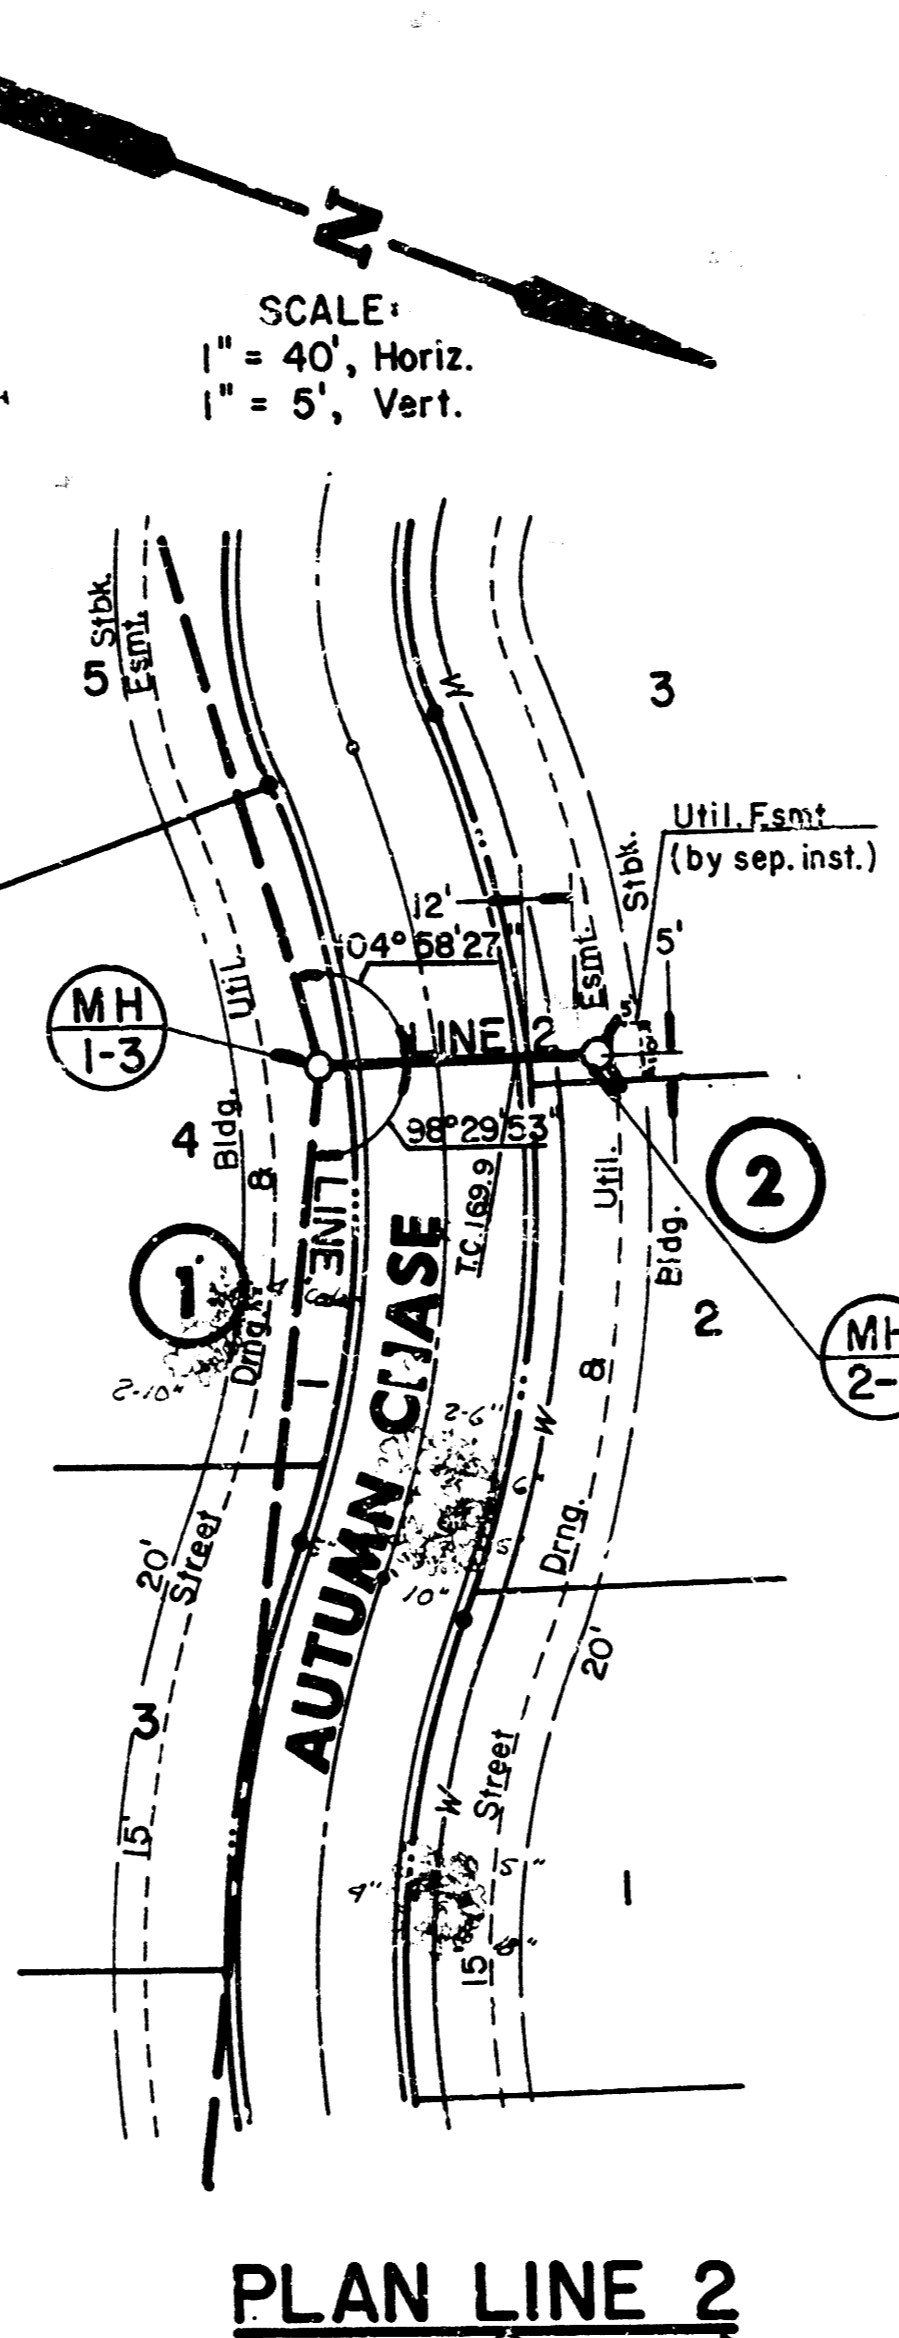 N
SCALE:
1" = 40', Horiz.
1" = 5', Vert.
5
Stbk.
Esmt.
W
3
Util. Esmt
(by sep. inst.)
Stbk.
12'
04° 58' 27"
Esmt.
5'
5'
Util.
MH
1-3
LINE 2
98° 29' 53"
4
Bldg.
&
Util.
2
T.C. 169.9
LINE 1
1
Bldg.
2
MH
2-
AUTUMN CHASE
Drng.
2-10"
&
2-6"
W
6"
20'
Street
Drng.
10"
20'
3
15'
Street
W
4"
5"
15'
1
PLAN LINE 2